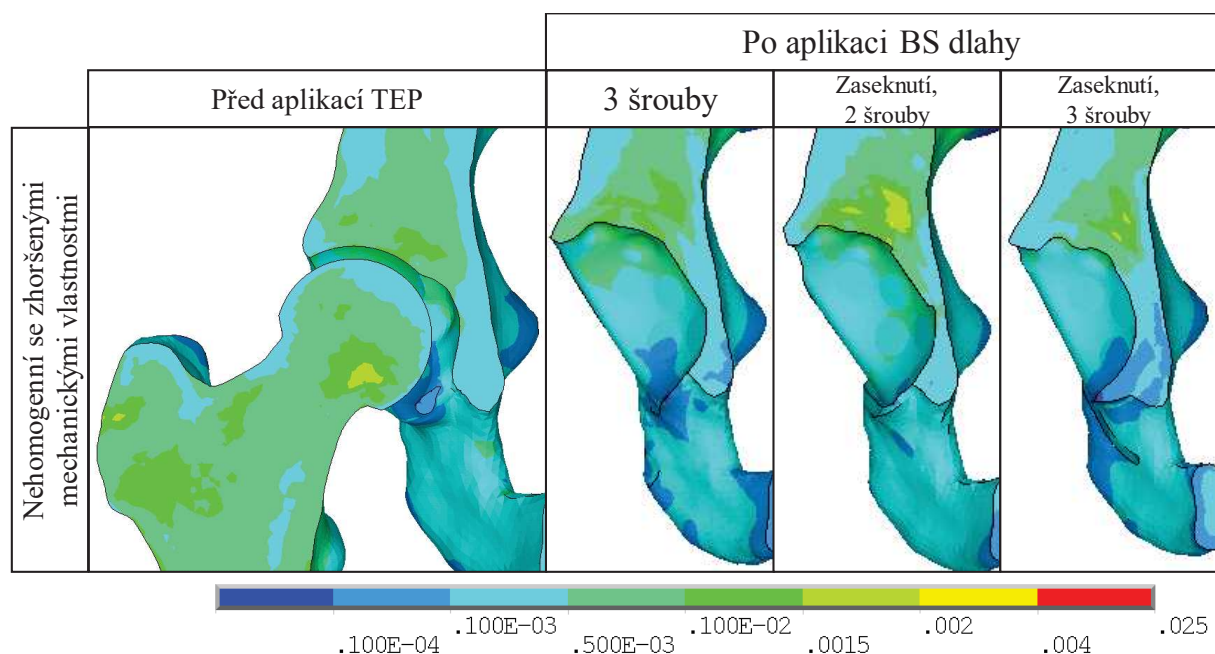 Po aplikaci BS dlahy
Před aplikací TEP
3 šrouby
Zaseknutí,
2 šrouby
Zaseknutí,
3 šrouby
Nehomogenní se zhoršenými
mechanickými vlastnostmi
.100E-04
.100E-03
.500E-03
.100E-02
.0015
.002
.004
.025